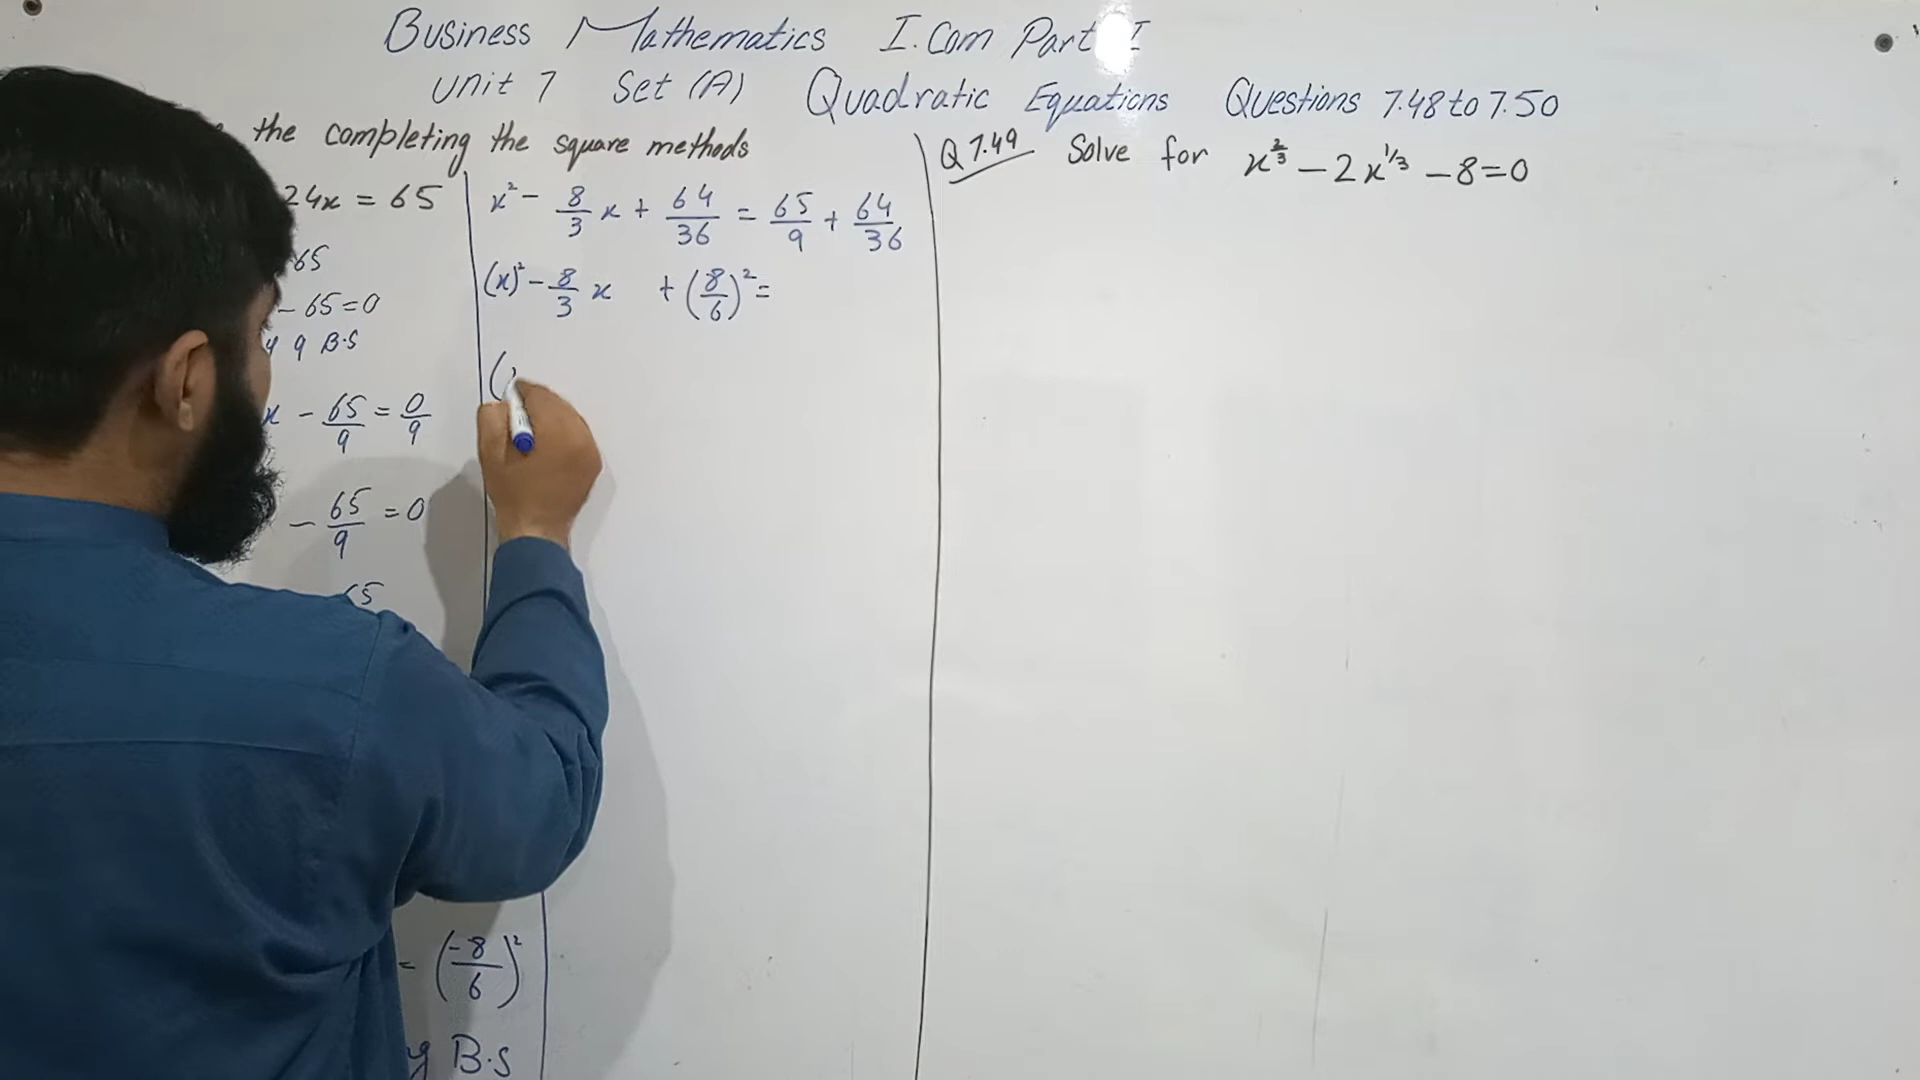 Business Mathematics I.Com Part I
Unit 7 Set (A) Quadratic Equations Questions 7.48 to 7.50
the completing the square methods
24x = 65
-65
- 65=0
9 B.S
x - 65/9 = 0/9
- 65/9 = 0
65
= (-8/6)²
B.S
x² - 8/3 x + 64/36 = 65/9 + 64/36
(x)² - 8/3 x + (8/6)² =
(
Q 7.49 Solve for x^2/3 - 2x^1/3 - 8=0